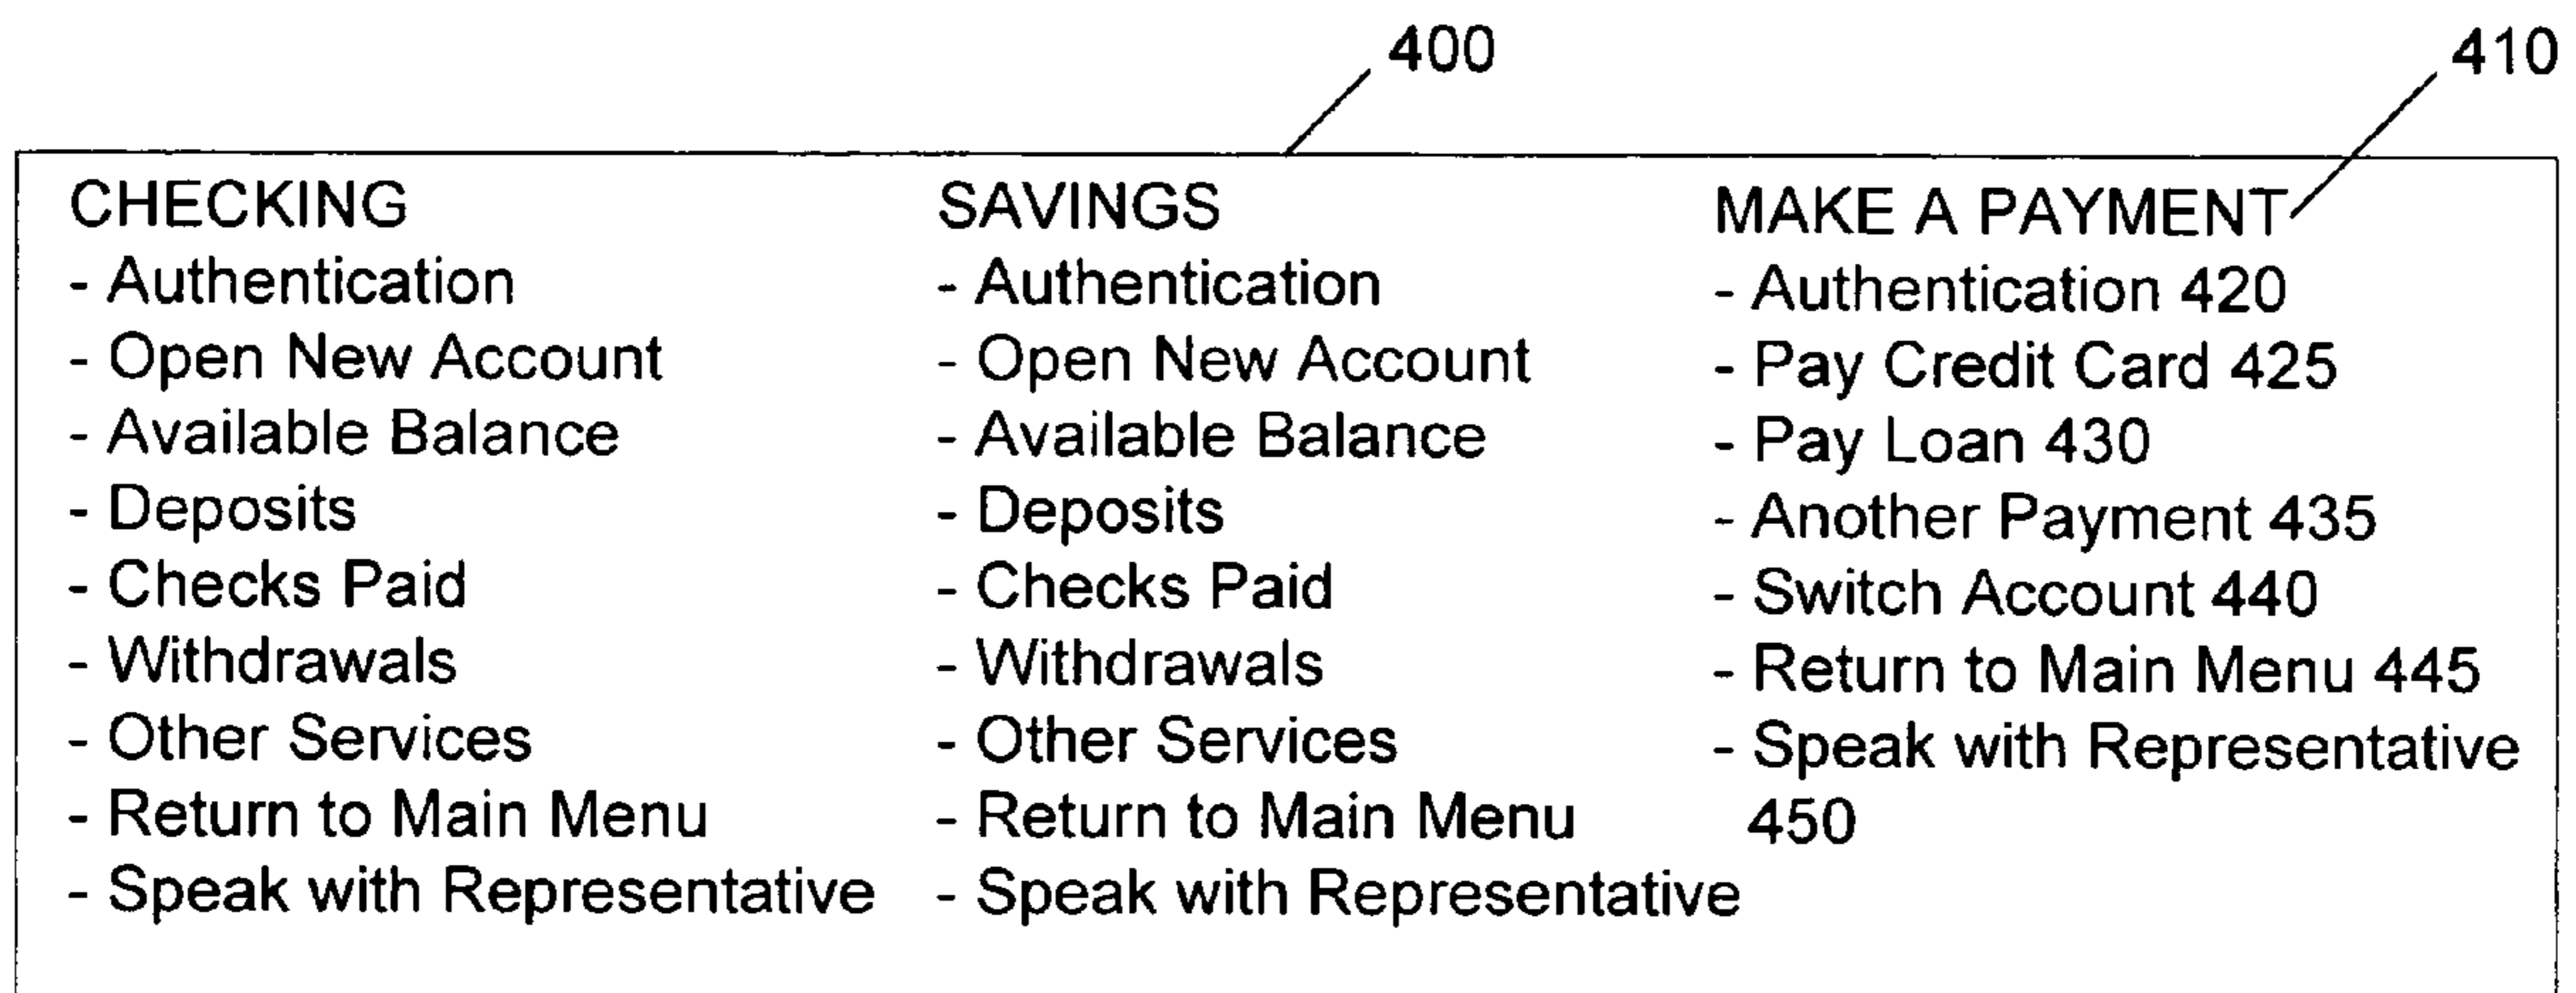 400
410
CHECKING
- Authentication
- Open New Account
- Available Balance
- Deposits
- Checks Paid
- Withdrawals
- Other Services
- Return to Main Menu
- Speak with Representative
SAVINGS
- Authentication
- Open New Account
- Available Balance
- Deposits
- Checks Paid
- Withdrawals
- Other Services
- Return to Main Menu
- Speak with Representative
MAKE A PAYMENT
- Authentication 420
- Pay Credit Card 425
- Pay Loan 430
- Another Payment 435
- Switch Account 440
- Return to Main Menu 445
- Speak with Representative
450